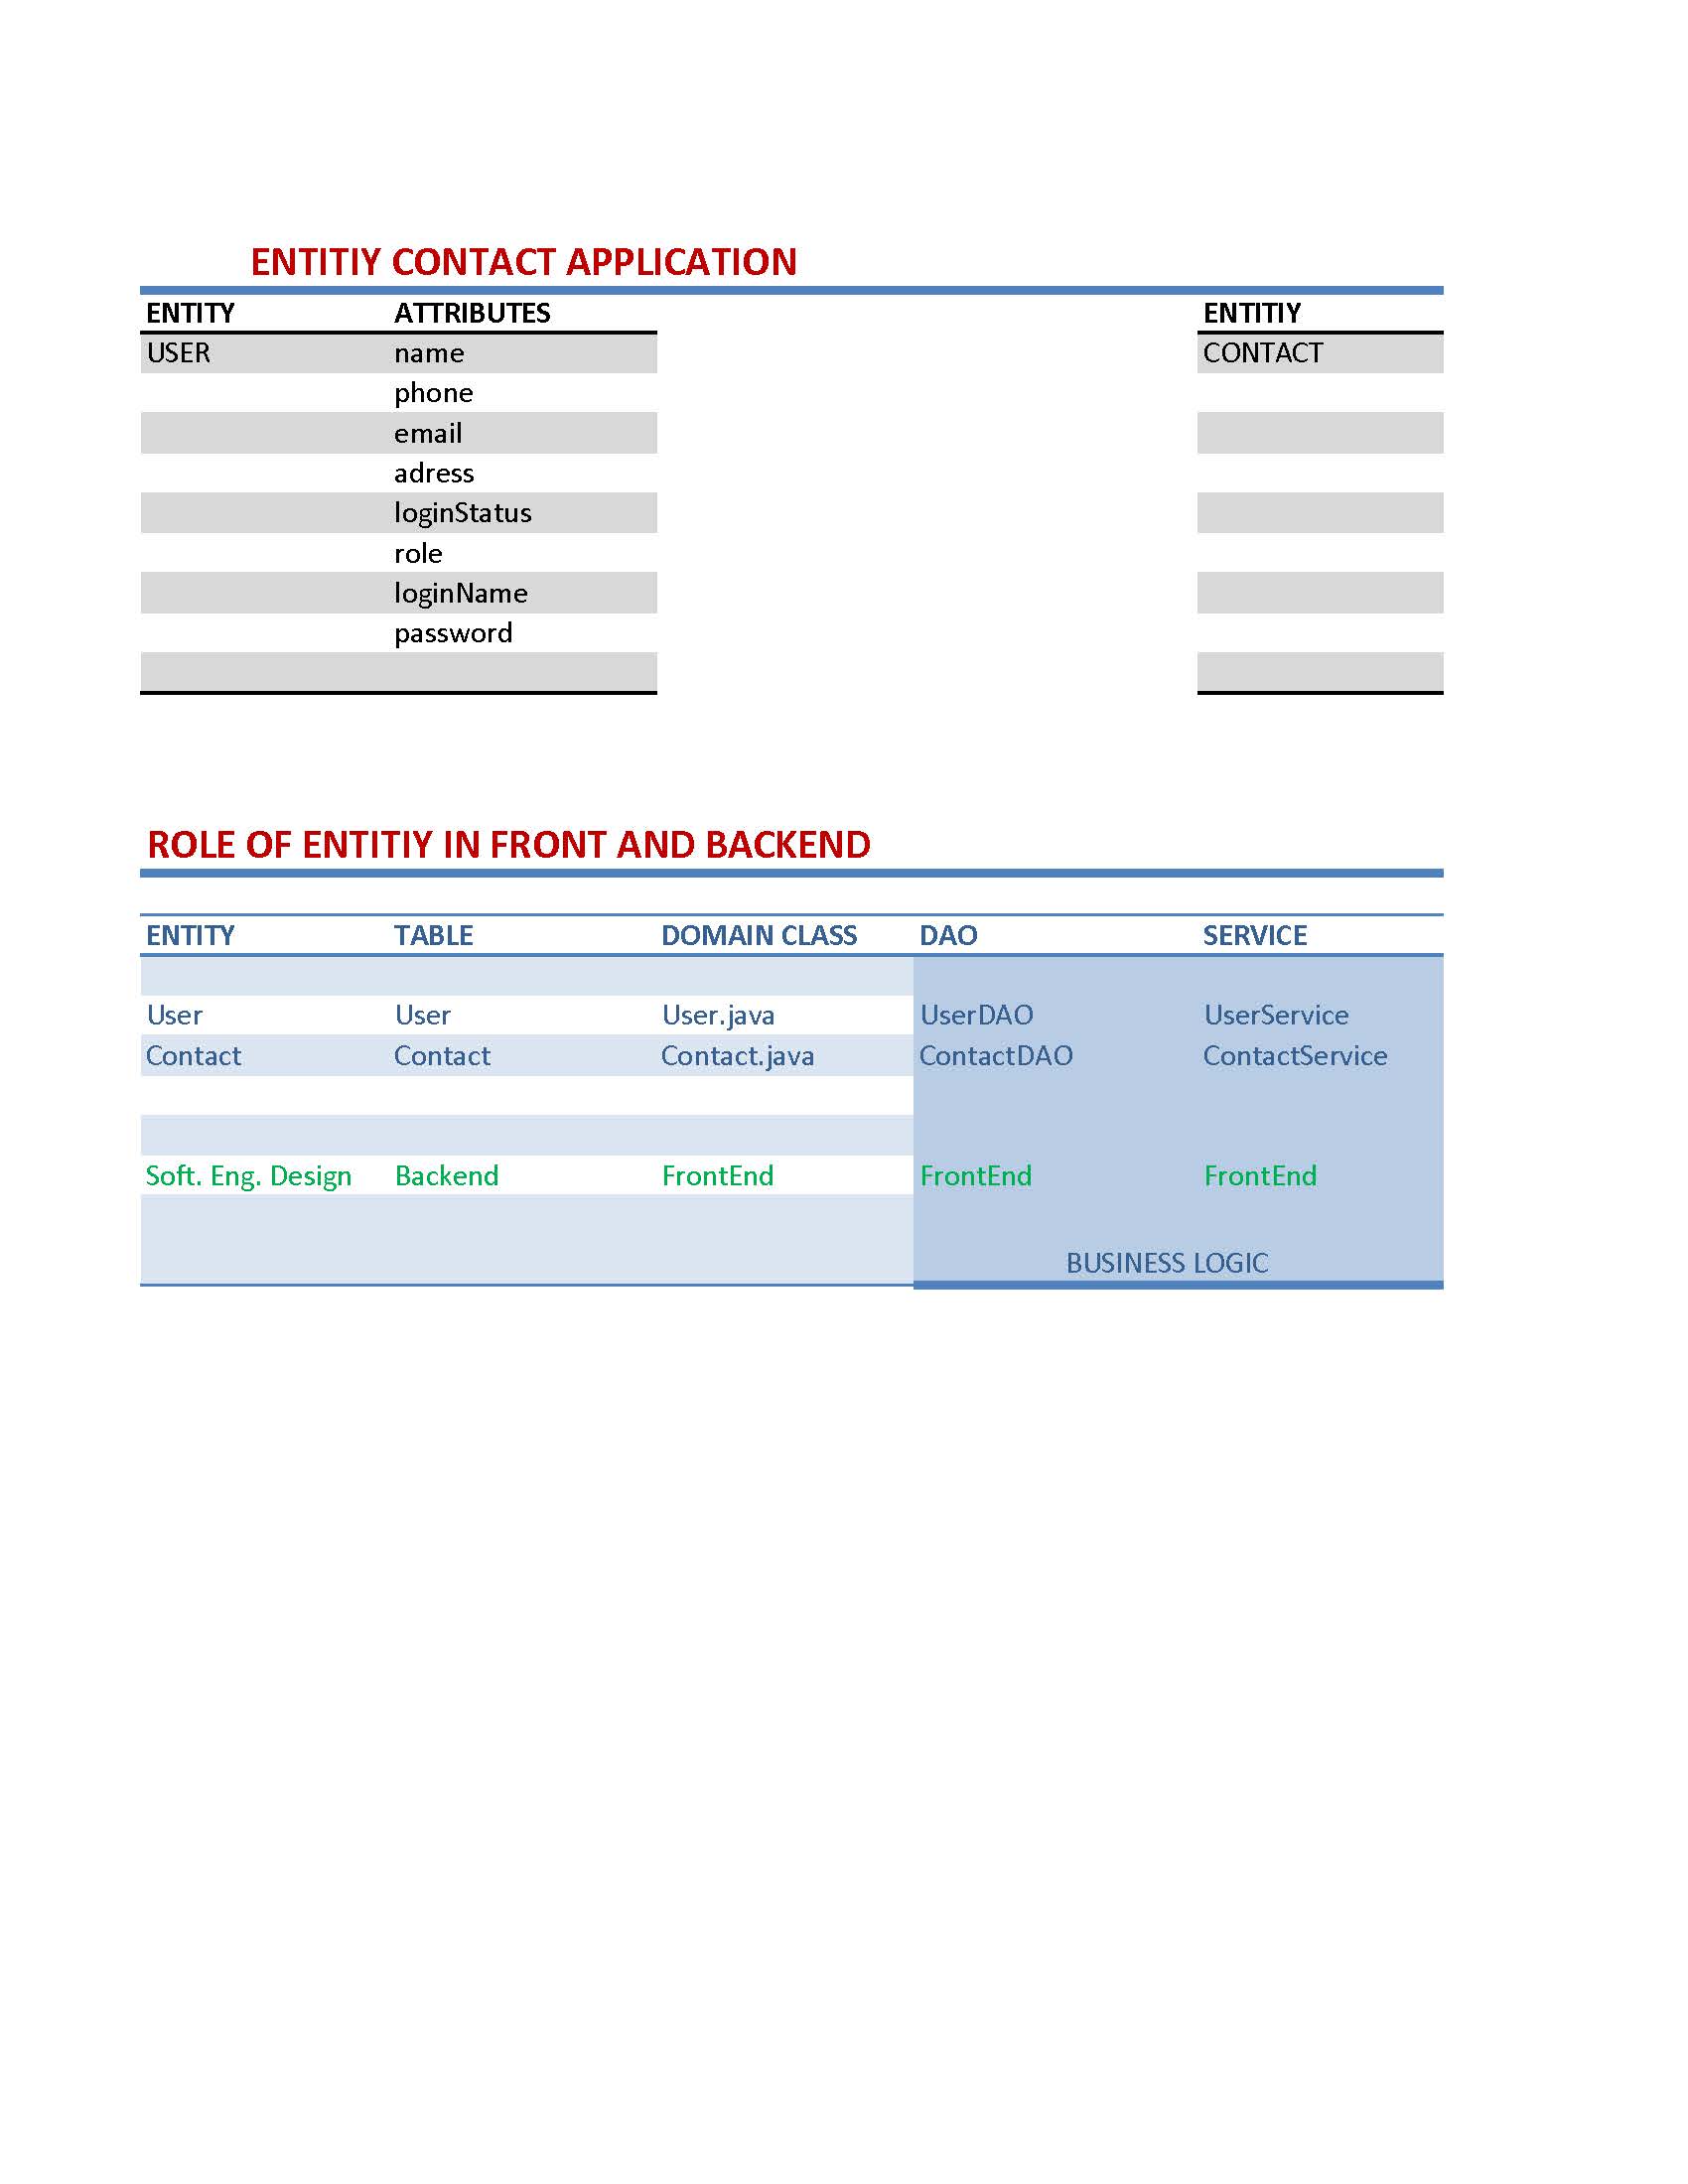 ENTITIY CONTACT APPLICATION
ENTITY ATTRIBUTES ENTITIY
USER name CONTACT
phone
email
adress
loginStatus
role
loginName
password
ROLE OF ENTITIY IN FRONT AND BACKEND
ENTITY TABLE DOMAIN CLASS DAO SERVICE
User User User.java UserDAO UserService
Contact Contact Contact.java ContactDAO ContactService
Soft. Eng. Design Backend FrontEnd FrontEnd FrontEnd
BUSINESS LOGIC